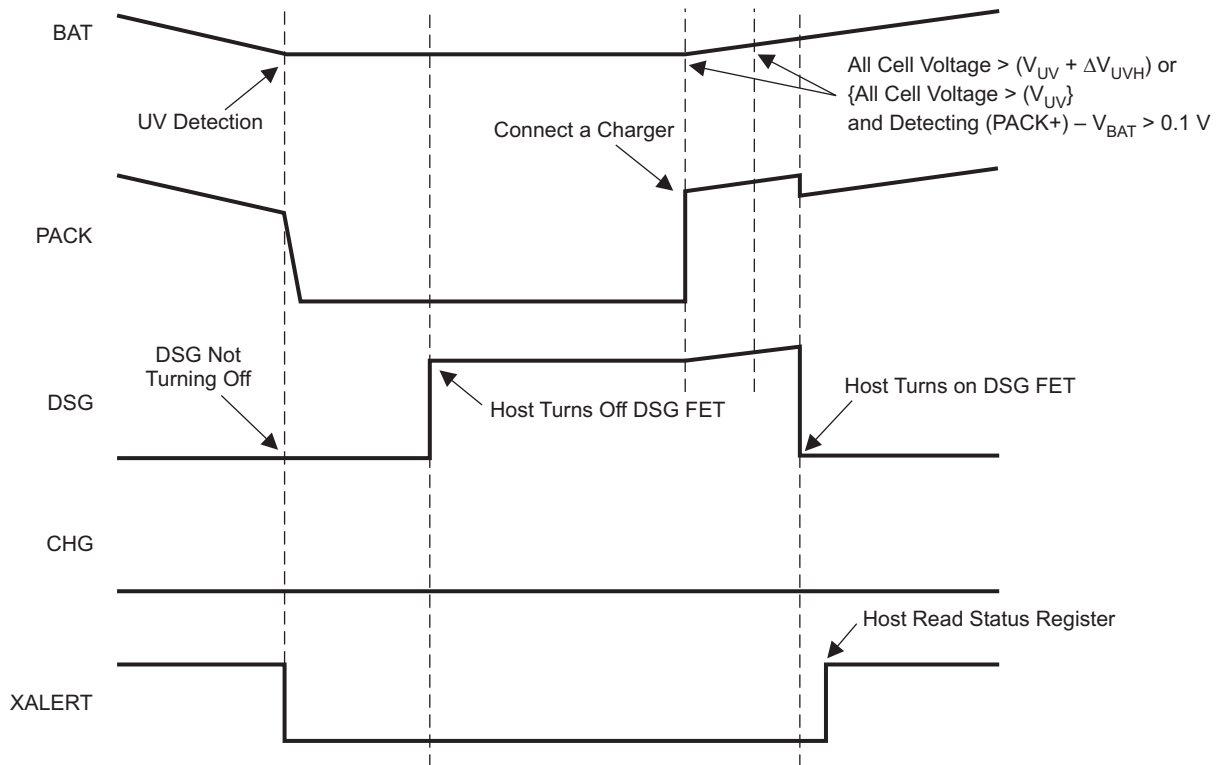 BAT
UV Detection
All Cell Voltage > (V_UV + ΔV_UVH) or
{All Cell Voltage > (V_UV}
and Detecting (PACK+) – V_BAT > 0.1 V
Connect a Charger
PACK
DSG Not
Turning Off
DSG
Host Turns Off DSG FET
Host Turns on DSG FET
CHG
Host Read Status Register
XALERT